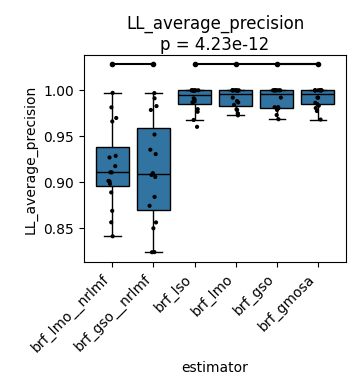 LL_average_precision
p = 4.23e-12
LL_average_precision
1.00
0.95
0.90
0.85
brf_lmo__nrlmf
brf_gso__nrlmf
brf_lso
brf_lmo
brf_gso
brf_gmosa
estimator